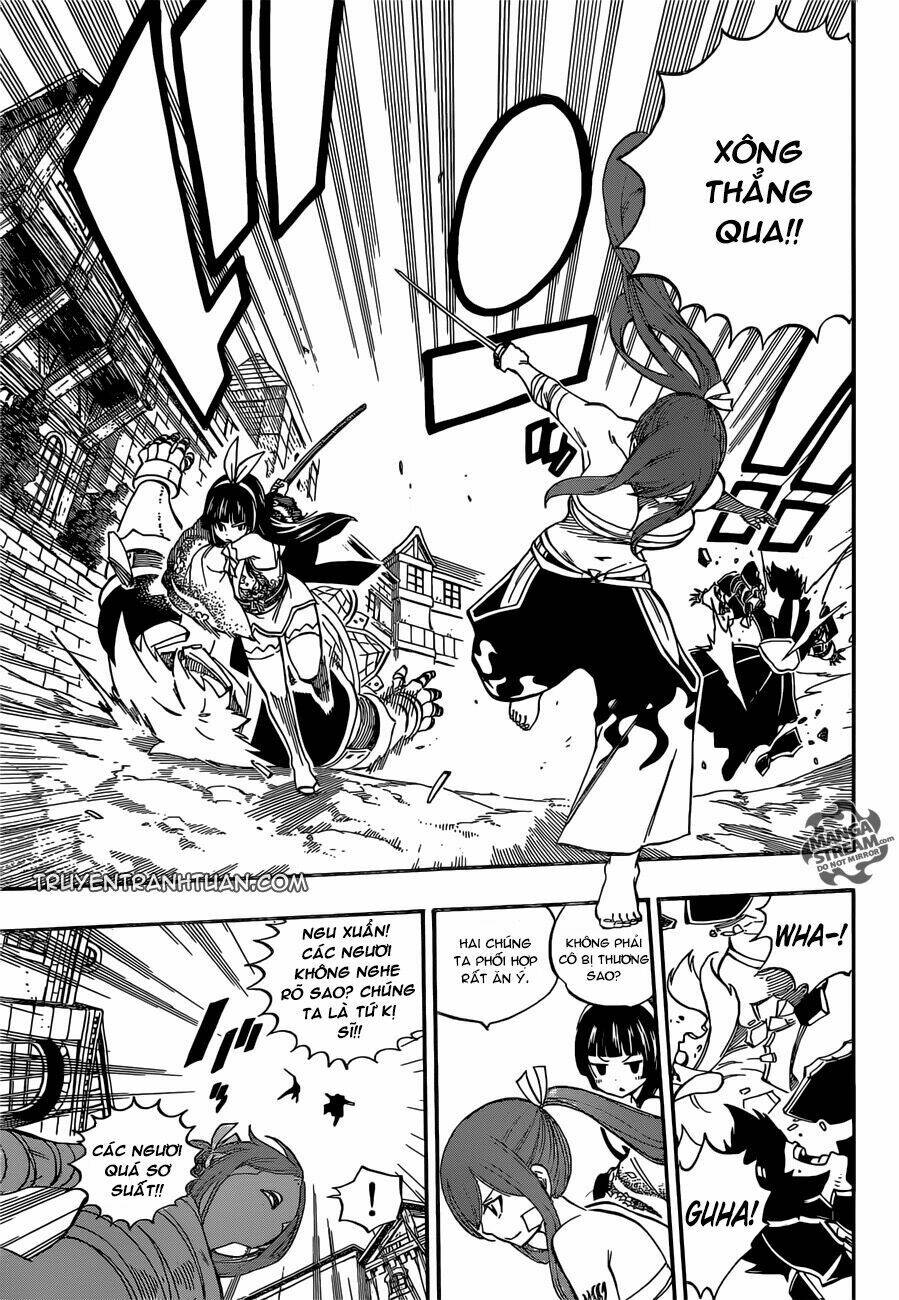 XÔNG
THẲNG
QUA!!
MANGA
STREAM.com
DO NOT MIRROR
TRUYENTRANHTUAN.COM
WHA-!
GUHA!
KHÔNG PHẢI
CÔ BỊ THƯƠNG
SAO?
HAI CHÚNG
TA PHỐI HỢP
RẤT ĂN Ý.
NGU XUẨN!
CÁC NGƯƠI
KHÔNG NGHE
RÕ SAO? CHÚNG
TA LÀ TỨ KỊ
SĨ!!
!
CÁC NGƯƠI
QUÁ SƠ
SUẤT!!